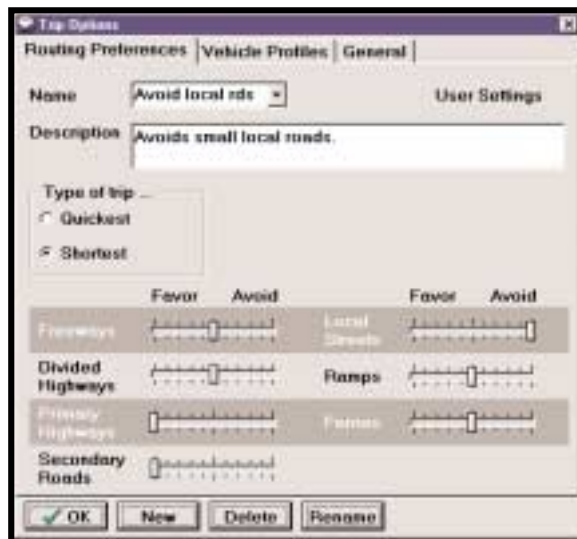 Trip Options
Routing Preferences Vehicle Profiles General
Name Avoid local rds User Settings
Description Avoids small local roads.
Type of trip ...
Quickest
Shortest
Favor Avoid Favor Avoid
Freeways Local Streets
Divided Highways Ramps
Primary Highways Ferries
Secondary Roads
OK New Delete Rename